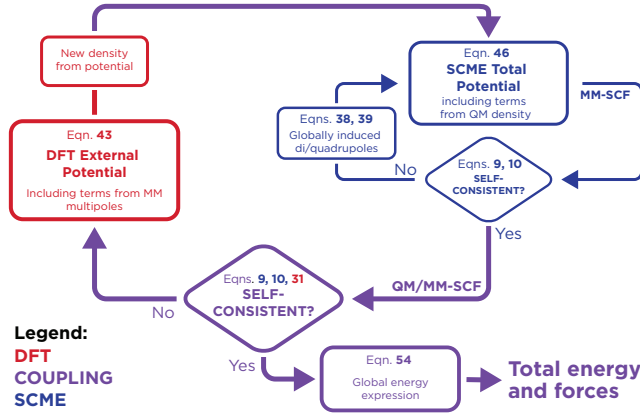 New density
from potential
Eqn. 46
SCME Total
Potential
including terms
from QM density
MM-SCF
Eqns. 38, 39
Globally induced
di/quadrupoles
Eqn. 43
DFT External
Potential
Including terms from MM
multipoles
Eqns. 9, 10
SELF-
CONSISTENT?
No
Yes
QM/MM-SCF
Eqns. 9, 10, 31
SELF-
CONSISTENT?
No
Yes
Legend:
DFT
COUPLING
SCME
Eqn. 54
Global energy
expression
Total energy
and forces